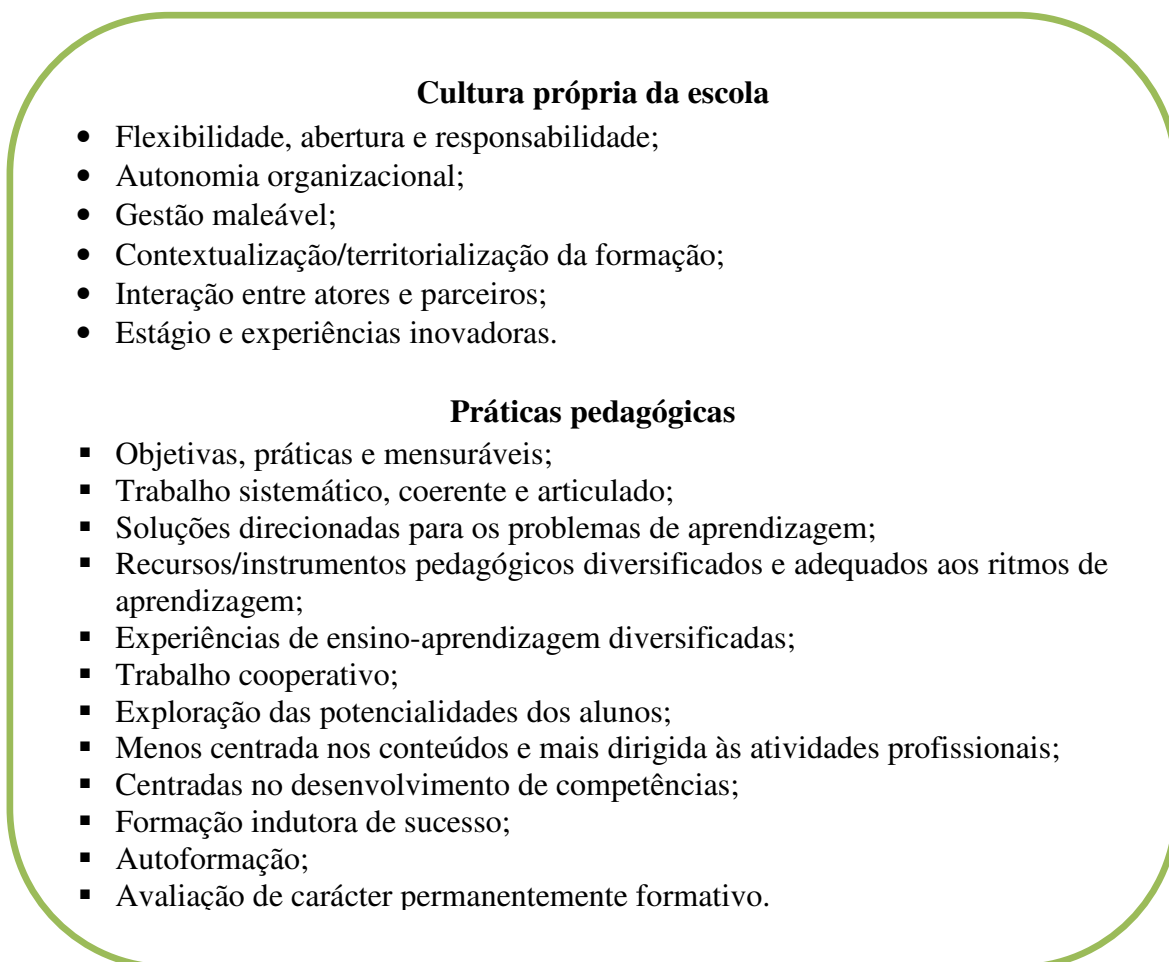 Cultura própria da escola
• Flexibilidade, abertura e responsabilidade;
• Autonomia organizacional;
• Gestão maleável;
• Contextualização/territorialização da formação;
• Interação entre atores e parceiros;
• Estágio e experiências inovadoras.
Práticas pedagógicas
▪ Objetivas, práticas e mensuráveis;
▪ Trabalho sistemático, coerente e articulado;
▪ Soluções direcionadas para os problemas de aprendizagem;
▪ Recursos/instrumentos pedagógicos diversificados e adequados aos ritmos de
aprendizagem;
▪ Experiências de ensino-aprendizagem diversificadas;
▪ Trabalho cooperativo;
▪ Exploração das potencialidades dos alunos;
▪ Menos centrada nos conteúdos e mais dirigida às atividades profissionais;
▪ Centradas no desenvolvimento de competências;
▪ Formação indutora de sucesso;
▪ Autoformação;
▪ Avaliação de carácter permanentemente formativo.